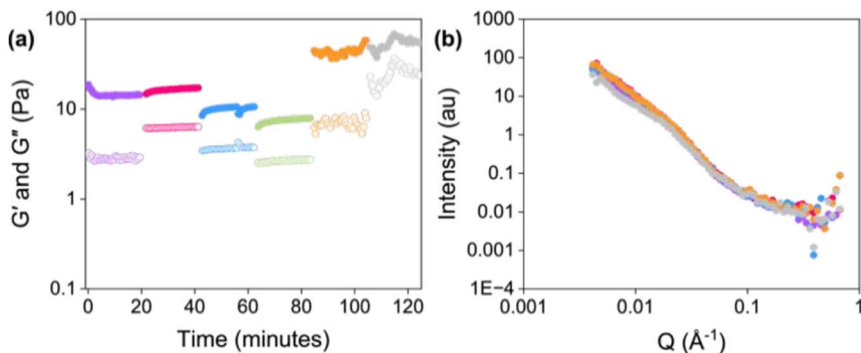 (a)
G′ and G″ (Pa)
100
10
1
0.1
0 20 40 60 80 100 120
Time (minutes)
(b)
Intensity (au)
1000
100
10
1
0.1
0.01
0.001
1E−4
0.001 0.01 0.1 1
Q (Å⁻¹)